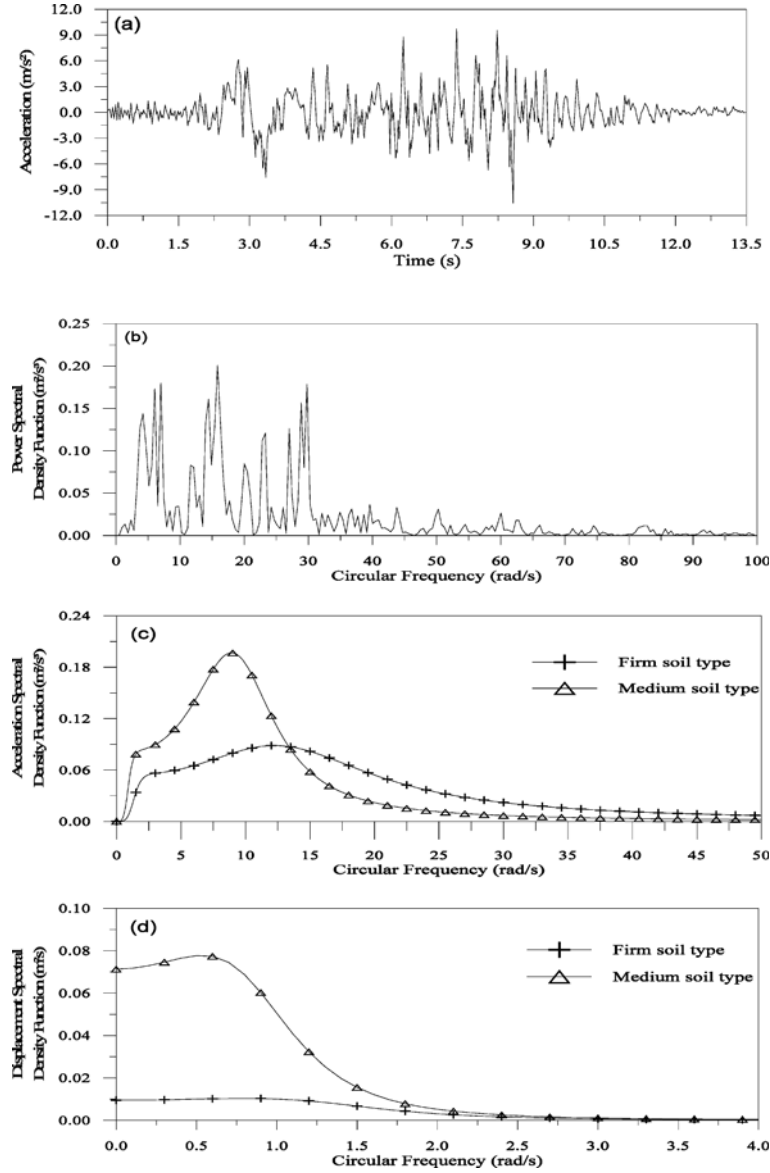 (a)
12.0
9.0
6.0
3.0
0.0
-3.0
-6.0
-9.0
-12.0
Acceleration (m/s²)
0.0 1.5 3.0 4.5 6.0 7.5 9.0 10.5 12.0 13.5
Time (s)
(b)
0.25
0.20
0.15
0.10
0.05
0.00
Power Spectral
Density Function (m²/s³)
0 10 20 30 40 50 60 70 80 90 100
Circular Frequency (rad/s)
(c)
0.24
0.18
0.12
0.06
0.00
Acceleration Spectral
Density Function (m²/s³)
Firm soil type
Medium soil type
0 5 10 15 20 25 30 35 40 45 50
Circular Frequency (rad/s)
(d)
0.10
0.08
0.06
0.04
0.02
0.00
Displacement Spectral
Density Function (m²s)
Firm soil type
Medium soil type
0.0 0.5 1.0 1.5 2.0 2.5 3.0 3.5 4.0
Circular Frequency (rad/s)